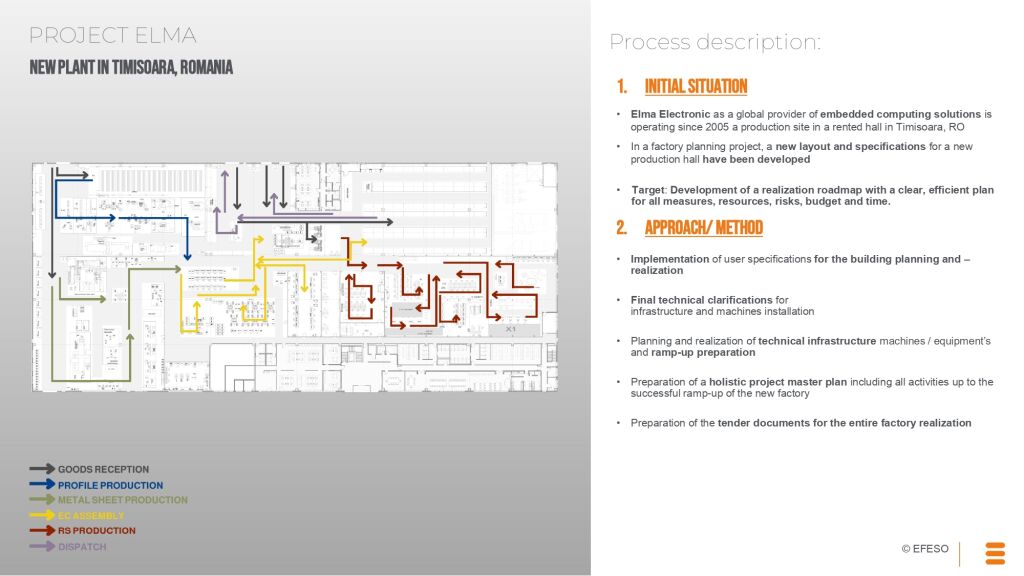 PROJECT ELMA
NEW PLANT IN TIMISOARA, ROMANIA
X1
GOODS RECEPTION
PROFILE PRODUCTION
METAL SHEET PRODUCTION
EC ASSEMBLY
RS PRODUCTION
DISPATCH
Process description:
1. INITIAL SITUATION
• Elma Electronic as a global provider of embedded computing solutions is
operating since 2005 a production site in a rented hall in Timisoara, RO
• In a factory planning project, a new layout and specifications for a new
production hall have been developed
• Target: Development of a realization roadmap with a clear, efficient plan
for all measures, resources, risks, budget and time.
2. APPROACH/ METHOD
• Implementation of user specifications for the building planning and –
realization
• Final technical clarifications for
infrastructure and machines installation
• Planning and realization of technical infrastructure machines / equipment's
and ramp-up preparation
• Preparation of a holistic project master plan including all activities up to the
successful ramp-up of the new factory
• Preparation of the tender documents for the entire factory realization
© EFESO